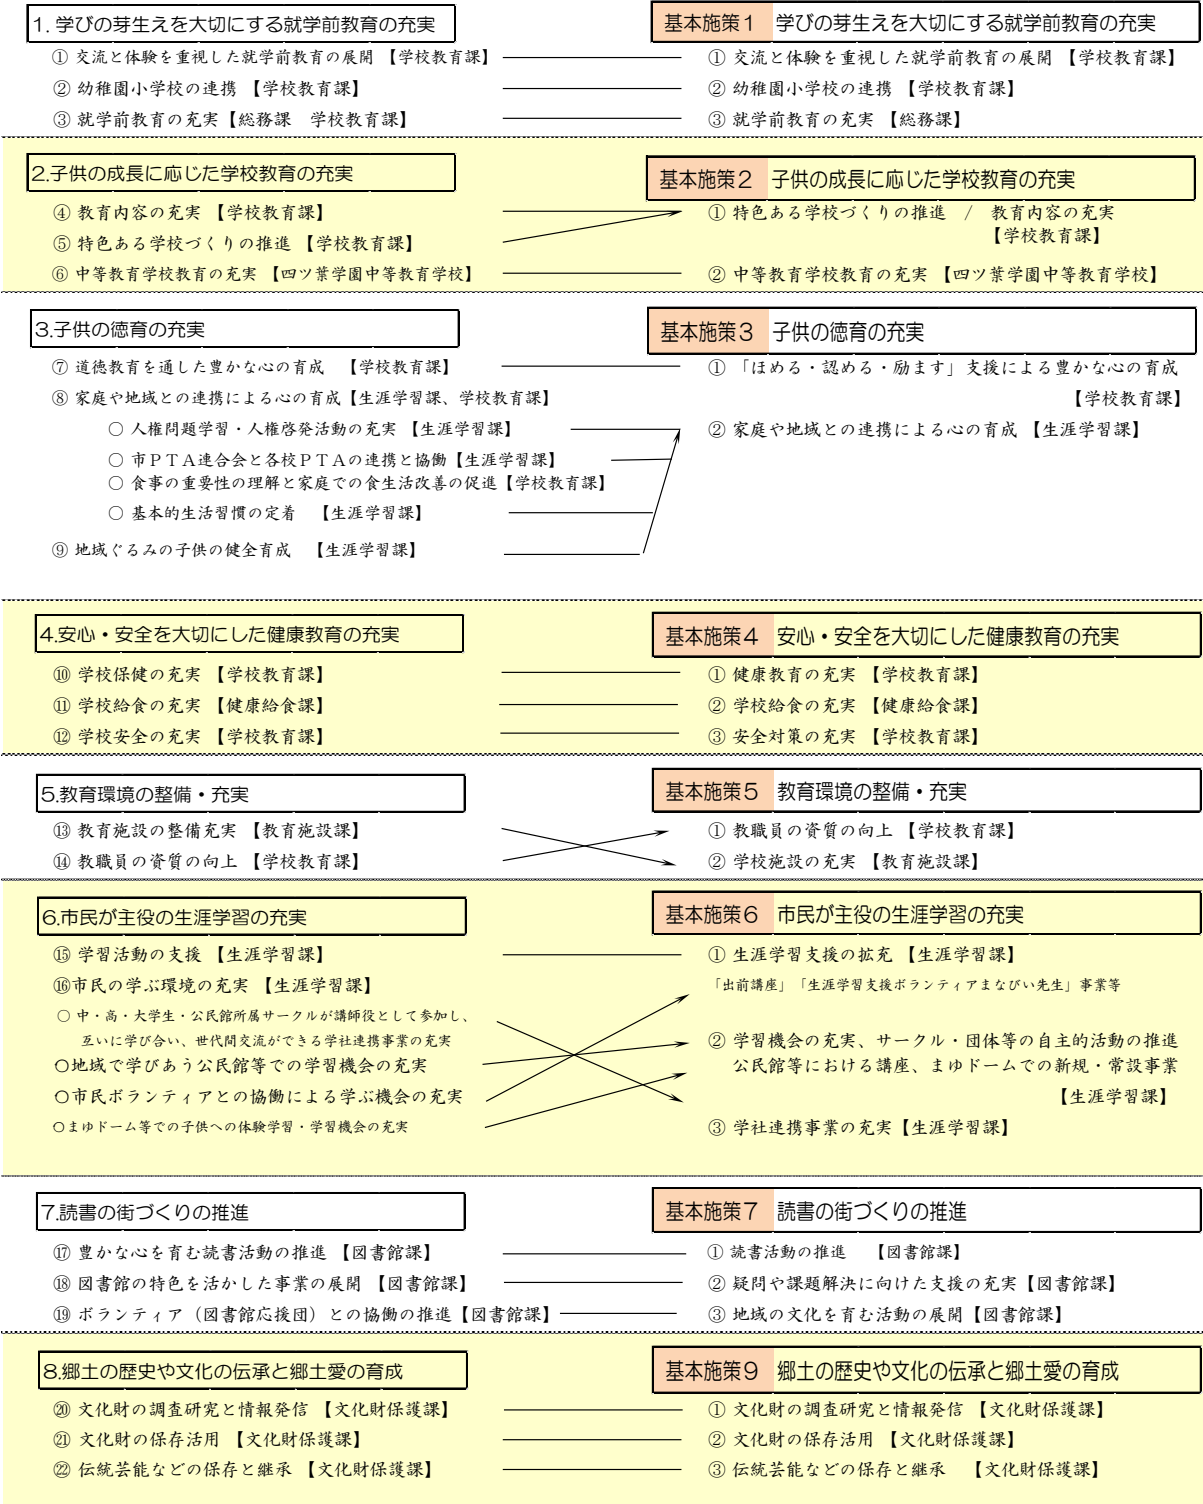 1. 学びの芽生えを大切にする就学前教育の充実
基本施策１ 学びの芽生えを大切にする就学前教育の充実
① 交流と体験を重視した就学前教育の展開 【学校教育課】
① 交流と体験を重視した就学前教育の展開 【学校教育課】
② 幼稚園小学校の連携 【学校教育課】
② 幼稚園小学校の連携 【学校教育課】
③ 就学前教育の充実【総務課　学校教育課】
③ 就学前教育の充実 【総務課】
2.子供の成長に応じた学校教育の充実
基本施策２ 子供の成長に応じた学校教育の充実
④ 教育内容の充実 【学校教育課】
① 特色ある学校づくりの推進　/　教育内容の充実
【学校教育課】
⑤ 特色ある学校づくりの推進 【学校教育課】
⑥ 中等教育学校教育の充実 【四ツ葉学園中等教育学校】
② 中等教育学校教育の充実 【四ツ葉学園中等教育学校】
3.子供の徳育の充実
基本施策３ 子供の徳育の充実
⑦ 道徳教育を通した豊かな心の育成　【学校教育課】
① 「ほめる・認める・励ます」支援による豊かな心の育成
【学校教育課】
⑧ 家庭や地域との連携による心の育成【生涯学習課、学校教育課】
○ 人権問題学習・人権啓発活動の充実 【生涯学習課】
② 家庭や地域との連携による心の育成 【生涯学習課】
○ 市ＰＴＡ連合会と各校ＰＴＡの連携と協働【生涯学習課】
○ 食事の重要性の理解と家庭での食生活改善の促進【学校教育課】
○ 基本的生活習慣の定着　【生涯学習課】
⑨ 地域ぐるみの子供の健全育成　【生涯学習課】
4.安心・安全を大切にした健康教育の充実
基本施策４ 安心・安全を大切にした健康教育の充実
⑩ 学校保健の充実 【学校教育課】
① 健康教育の充実 【学校教育課】
⑪ 学校給食の充実 【健康給食課】
② 学校給食の充実 【健康給食課】
⑫ 学校安全の充実 【学校教育課】
③ 安全対策の充実 【学校教育課】
5.教育環境の整備・充実
基本施策５ 教育環境の整備・充実
⑬ 教育施設の整備充実 【教育施設課】
① 教職員の資質の向上 【学校教育課】
⑭ 教職員の資質の向上 【学校教育課】
② 学校施設の充実 【教育施設課】
6.市民が主役の生涯学習の充実
基本施策６ 市民が主役の生涯学習の充実
⑮ 学習活動の支援 【生涯学習課】
① 生涯学習支援の拡充 【生涯学習課】
⑯市民の学ぶ環境の充実 【生涯学習課】
「出前講座」「生涯学習支援ボランティアまなびい先生」事業等
○ 中・高・大学生・公民館所属サークルが講師役として参加し、
互いに学び合い、世代間交流ができる学社連携事業の充実
② 学習機会の充実、サークル・団体等の自主的活動の推進
○地域で学びあう公民館等での学習機会の充実
公民館等における講座、まゆドームでの新規・常設事業
○市民ボランティアとの協働による学ぶ機会の充実
【生涯学習課】
○まゆドーム等での子供への体験学習・学習機会の充実
③ 学社連携事業の充実【生涯学習課】
7.読書の街づくりの推進
基本施策７ 読書の街づくりの推進
⑰ 豊かな心を育む読書活動の推進 【図書館課】
① 読書活動の推進　【図書館課】
⑱ 図書館の特色を活かした事業の展開 【図書館課】
② 疑問や課題解決に向けた支援の充実【図書館課】
⑲ ボランティア（図書館応援団）との協働の推進【図書館課】
③ 地域の文化を育む活動の展開【図書館課】
8.郷土の歴史や文化の伝承と郷土愛の育成
基本施策９ 郷土の歴史や文化の伝承と郷土愛の育成
⑳ 文化財の調査研究と情報発信 【文化財保護課】
① 文化財の調査研究と情報発信 【文化財保護課】
㉑ 文化財の保存活用 【文化財保護課】
② 文化財の保存活用 【文化財保護課】
㉒ 伝統芸能などの保存と継承 【文化財保護課】
③ 伝統芸能などの保存と継承　【文化財保護課】